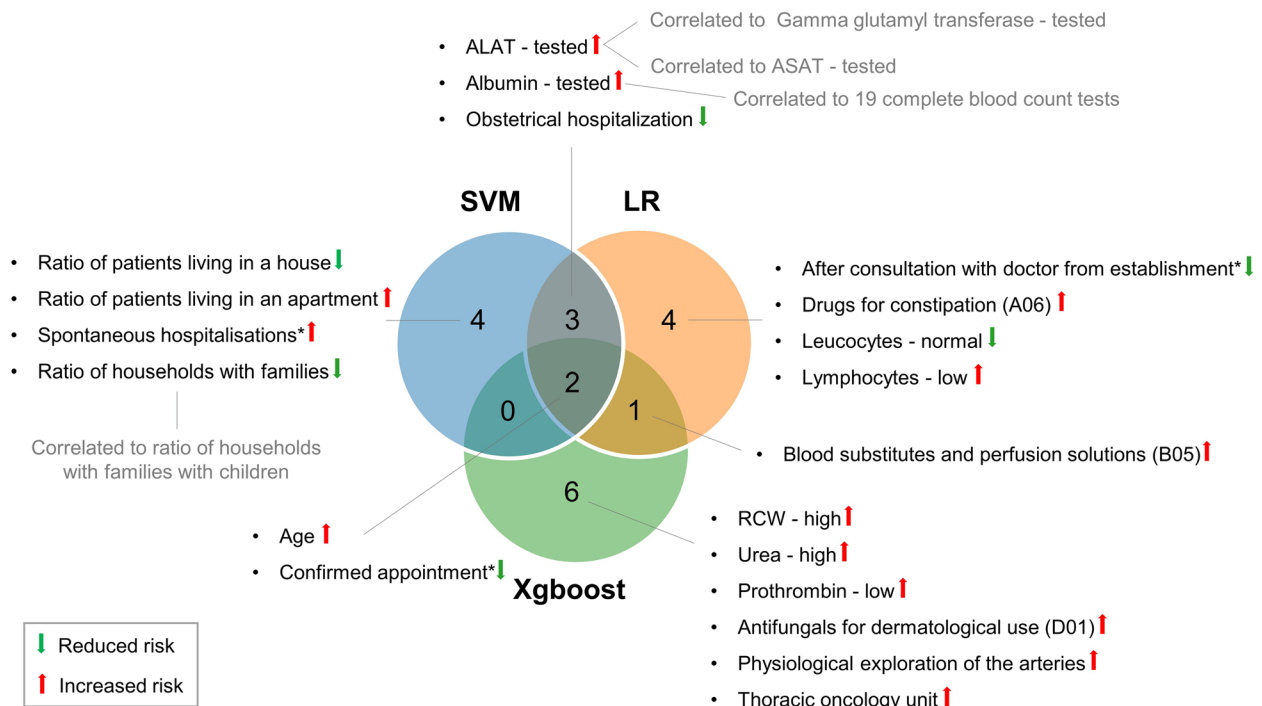 Correlated to Gamma glutamyl transferase - tested
• ALAT - tested
Correlated to ASAT - tested
• Albumin - tested
Correlated to 19 complete blood count tests
• Obstetrical hospitalization
SVM
LR
• Ratio of patients living in a house
• Ratio of patients living in an apartment
• Spontaneous hospitalisations*
• Ratio of households with families
Correlated to ratio of households
with families with children
4
3
4
2
0
1
6
• After consultation with doctor from establishment*
• Drugs for constipation (A06)
• Leucocytes - normal
• Lymphocytes - low
• Blood substitutes and perfusion solutions (B05)
• Age
• Confirmed appointment*
Xgboost
• RCW - high
• Urea - high
• Prothrombin - low
• Antifungals for dermatological use (D01)
• Physiological exploration of the arteries
• Thoracic oncology unit
Reduced risk
Increased risk